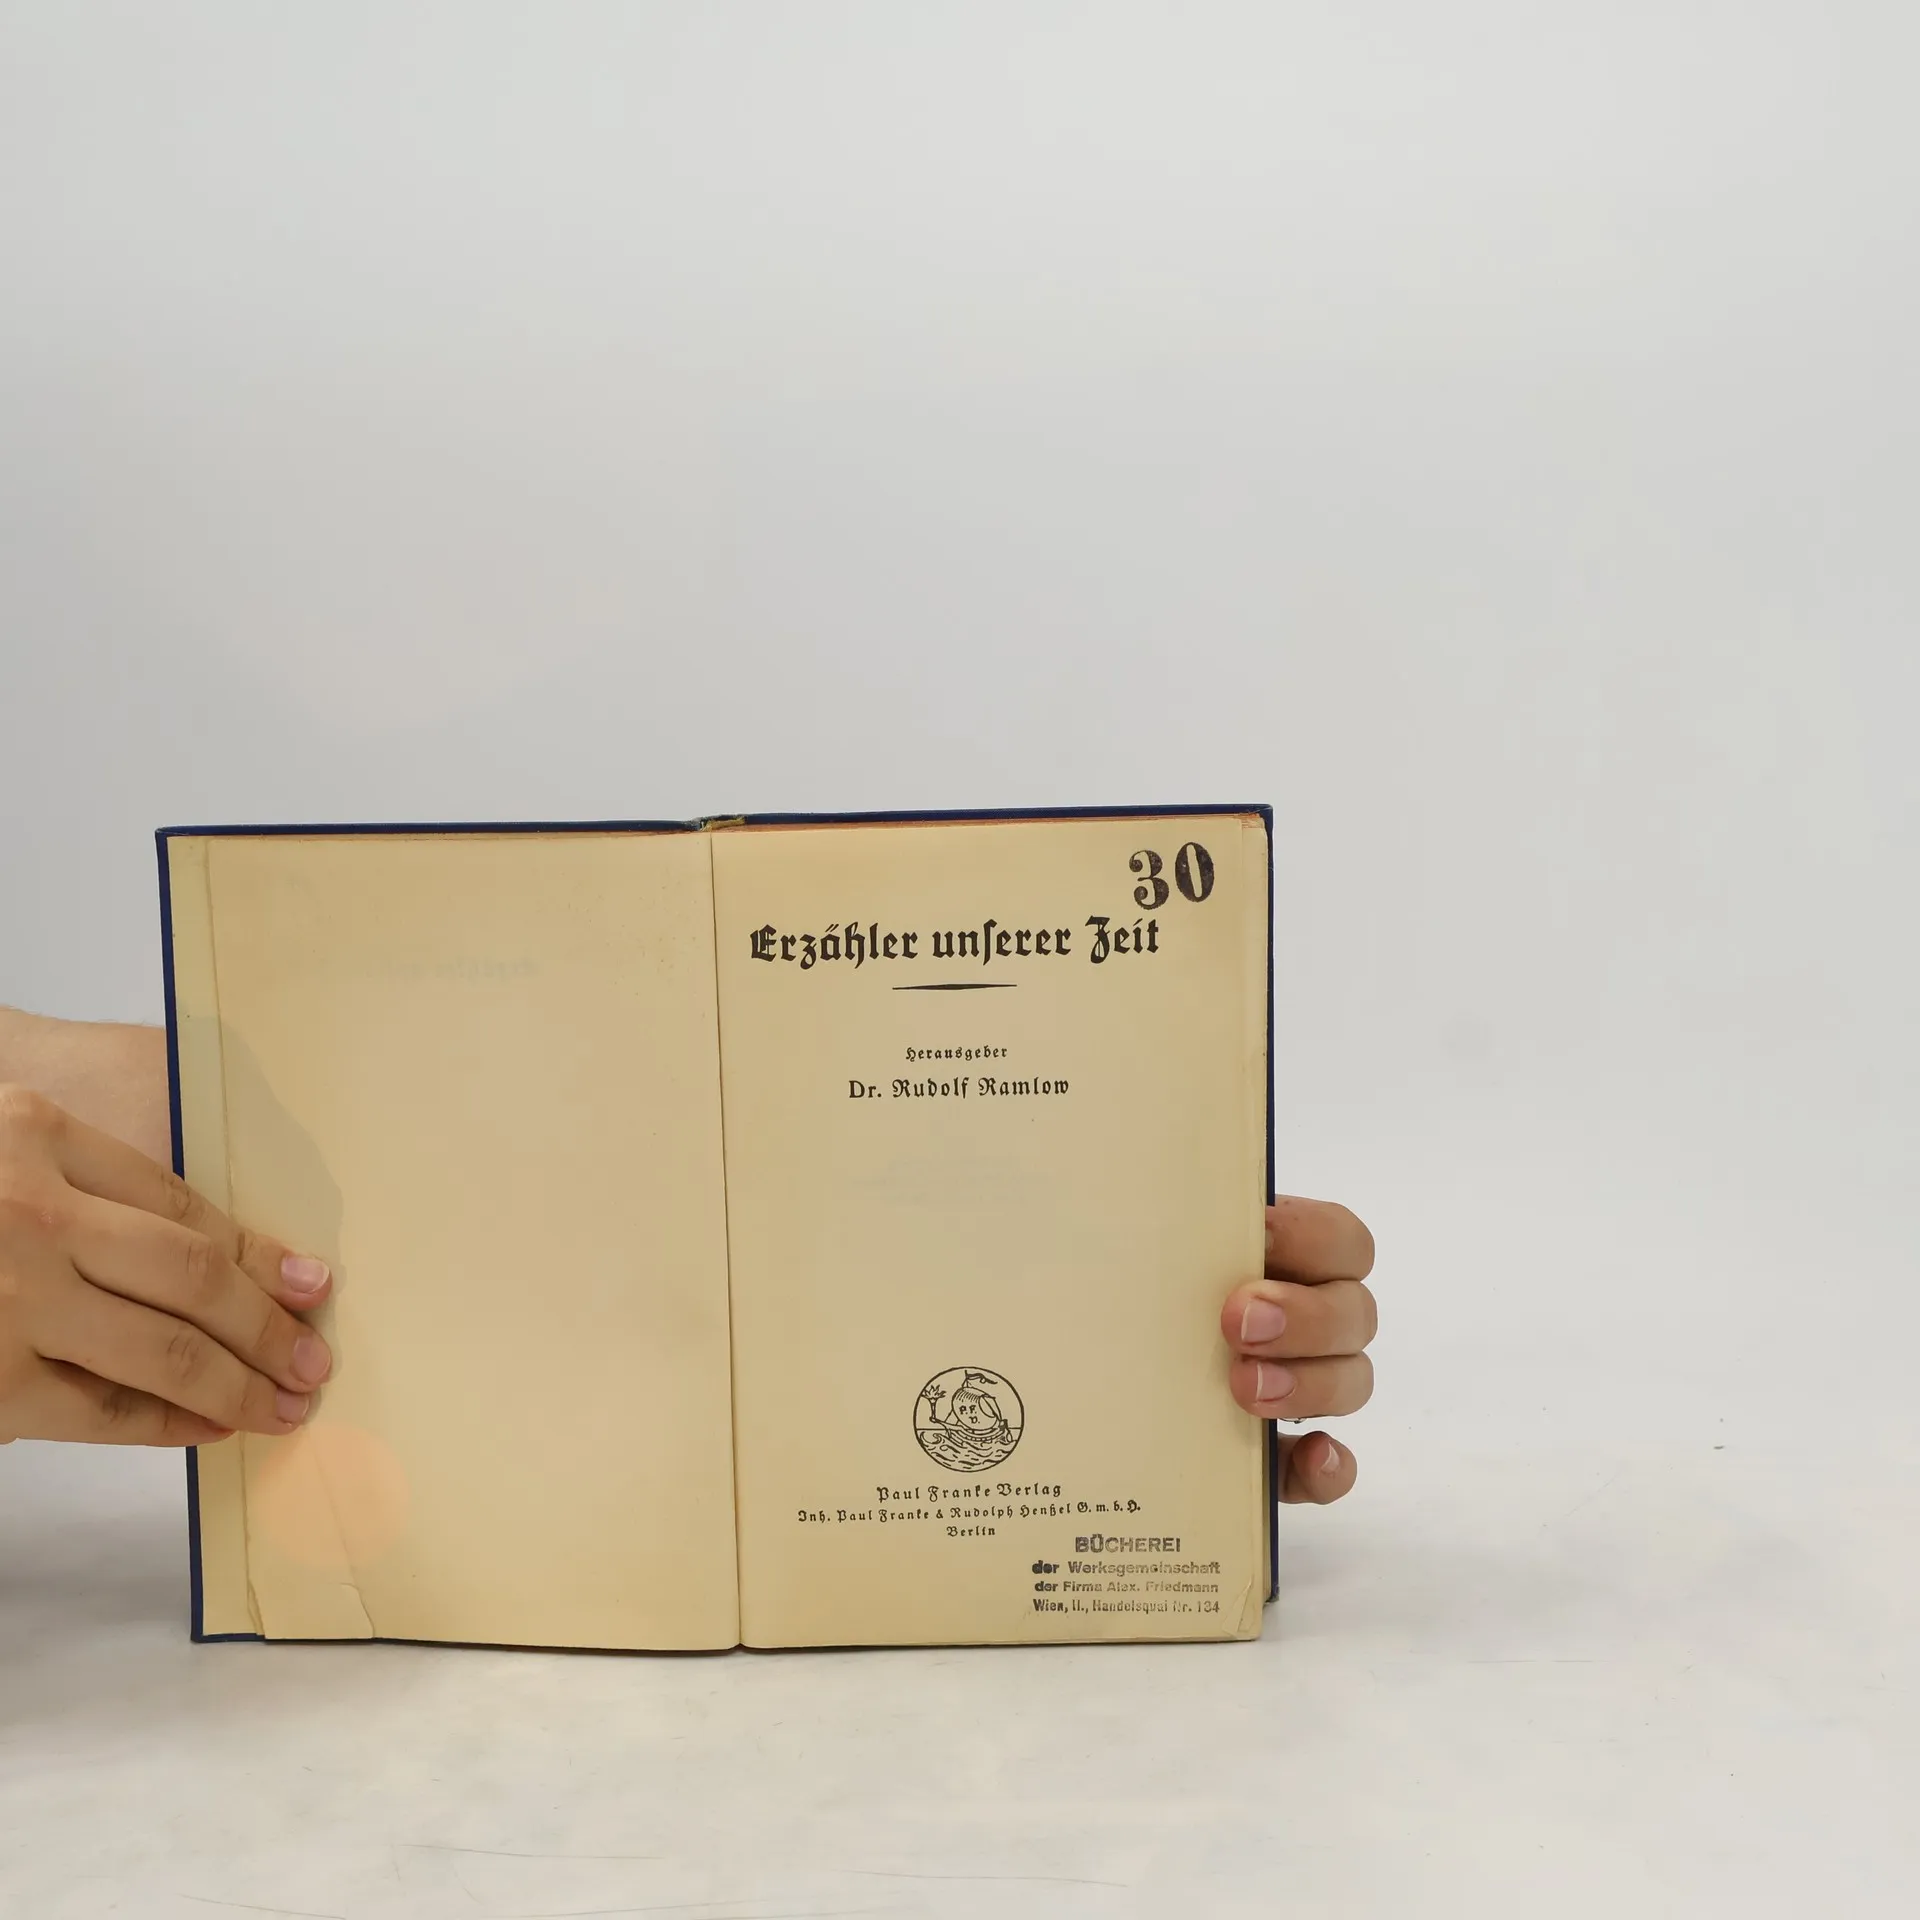 30
Erzähler unſerer Zeit
Herausgeber
Dr. Rudolf Ramlow
P. F.
V.
Paul Franke Verlag
Inh. Paul Franke & Rudolph Henßel G. m. b. H.
Berlin
BÜCHEREI
der Werksgemeinschaft
der Firma Alex. Friedmann
Wien, II., Handelsquai Nr. 134